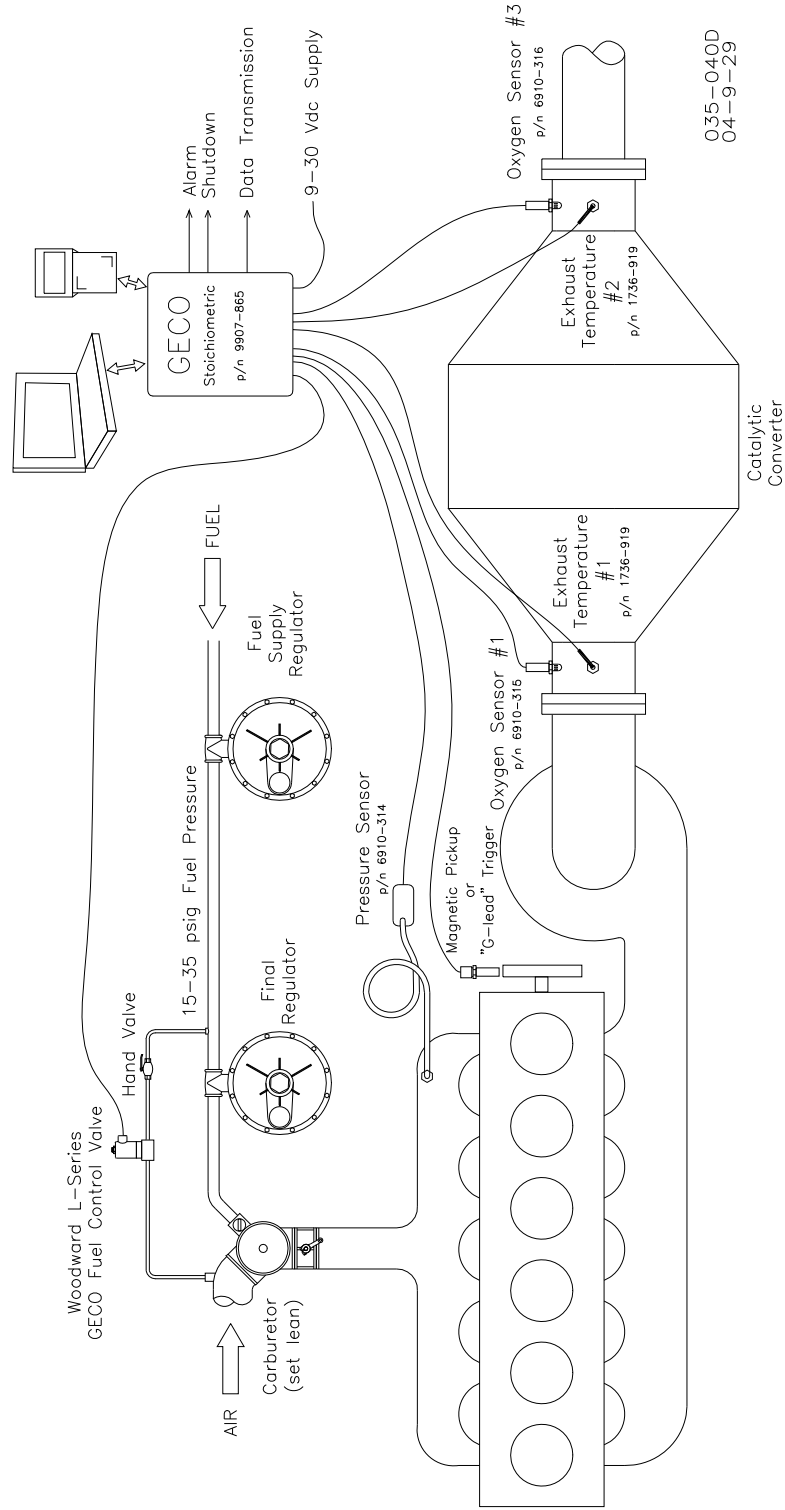 Woodward L-Series
GECO Fuel Control Valve
Hand Valve
15-35 psig Fuel Pressure
FUEL
AIR
Carburetor
(set lean)
Final
Regulator
Fuel
Supply
Regulator
GECO
Stoichiometric
p/n 9907-865
Alarm
Shutdown
Data Transmission
9-30 Vdc Supply
Pressure Sensor
p/n 6910-314
Magnetic Pickup
or
"G-lead" Trigger
Oxygen Sensor #1
p/n 6910-315
Exhaust
Temperature
#1
p/n 1736-919
Catalytic
Converter
Exhaust
Temperature
#2
p/n 1736-919
Oxygen Sensor #3
p/n 6910-316
035-040D
04-9-29